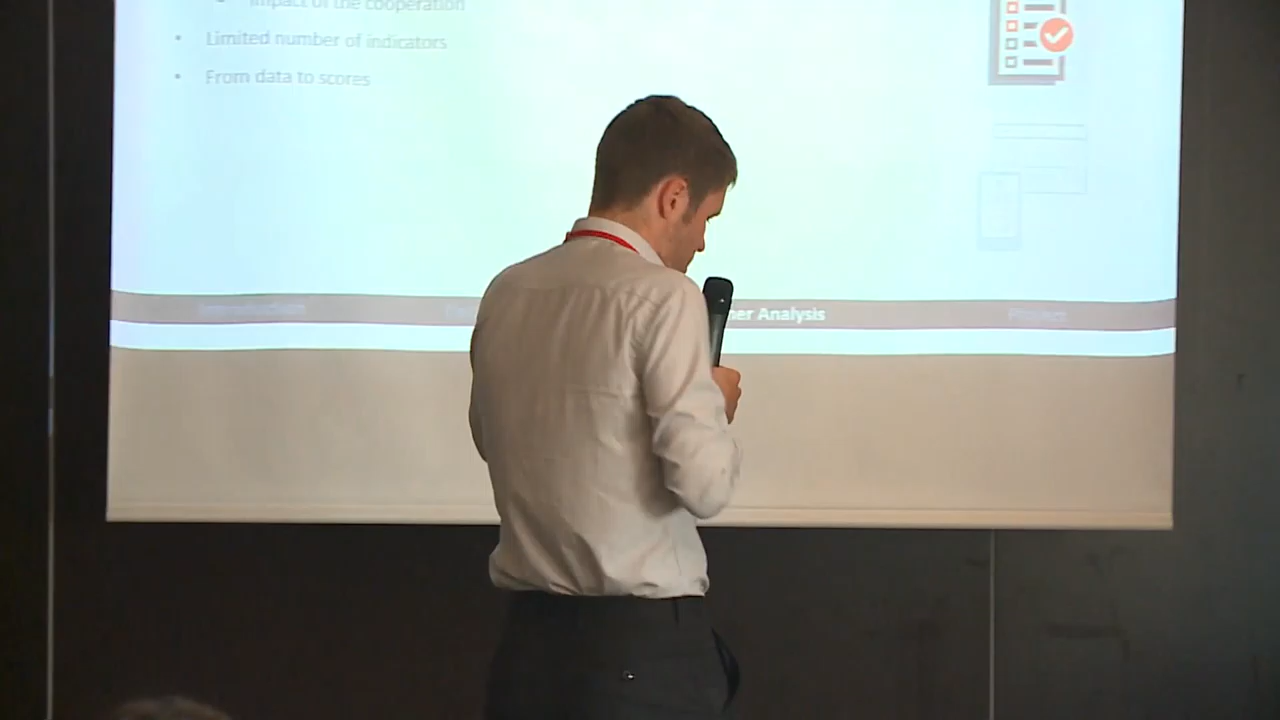 Impact of the cooperation
• Limited number of indicators
• From data to scores
Introduction
ner Analysis
Project